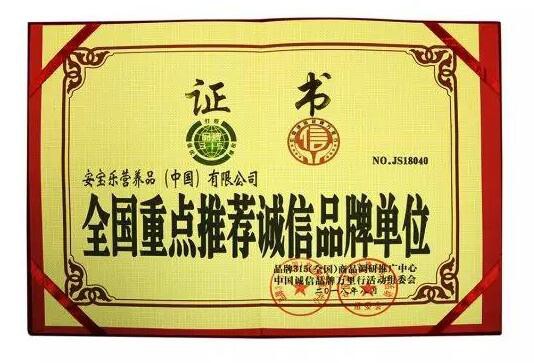 证 书
NO.JS18040
安宝乐营养品（中国）有限公司
全国重点推荐诚信品牌单位
品牌315(全国)商品调研推广中心
中国诚信品牌万里行活动组委会